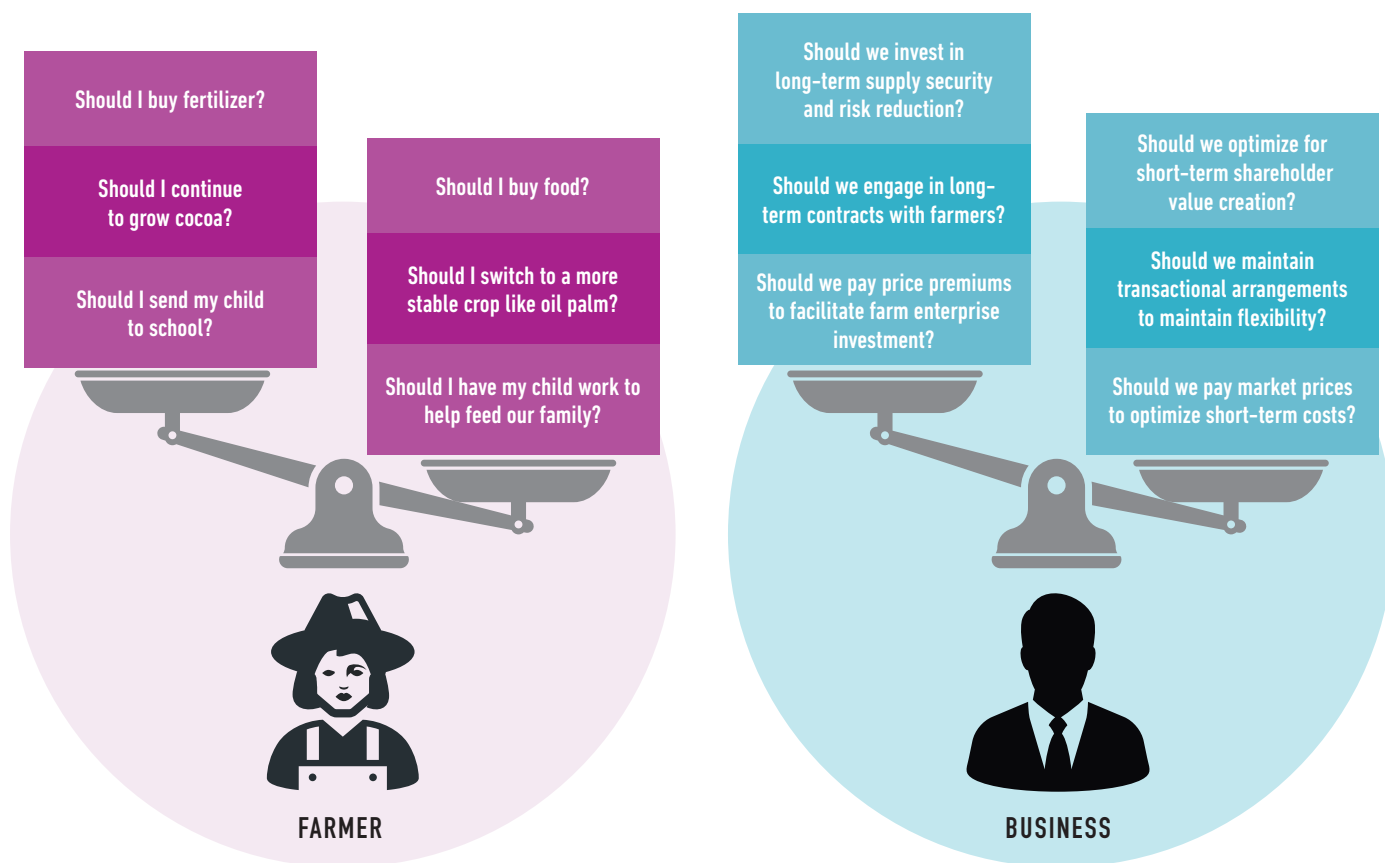 Should I buy fertilizer?
Should I continue
to grow cocoa?
Should I send my child
to school?
Should I buy food?
Should I switch to a more
stable crop like oil palm?
Should I have my child work to
help feed our family?
FARMER
Should we invest in
long-term supply security
and risk reduction?
Should we engage in long-
term contracts with farmers?
Should we pay price premiums
to facilitate farm enterprise
investment?
Should we optimize for
short-term shareholder
value creation?
Should we maintain
transactional arrangements
to maintain flexibility?
Should we pay market prices
to optimize short-term costs?
BUSINESS